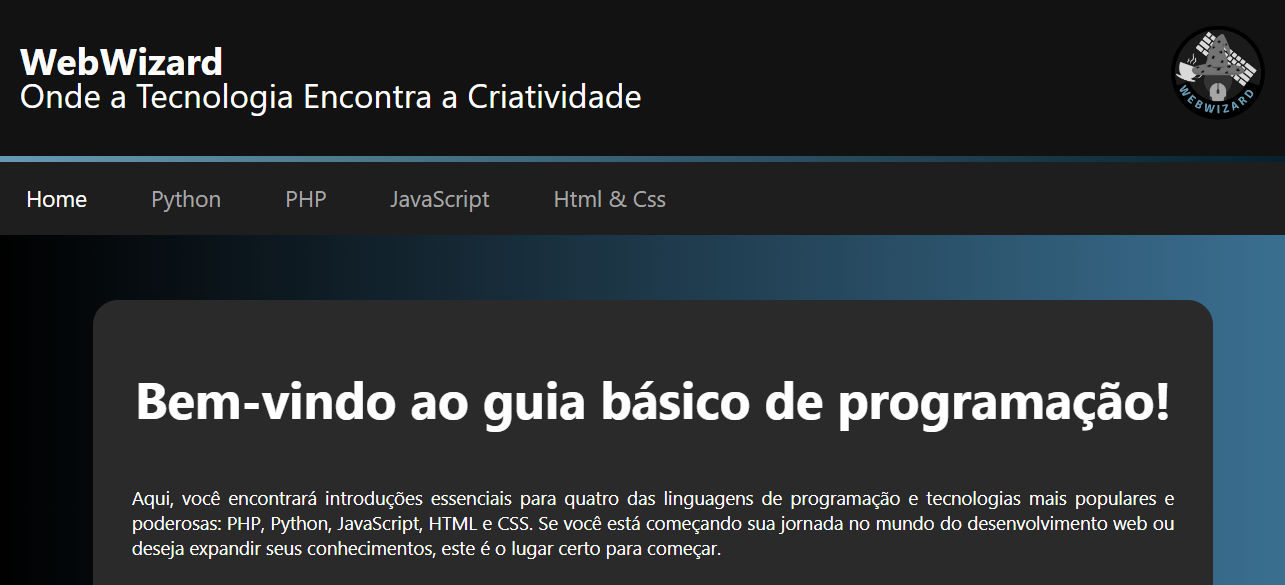 WebWizard
Onde a Tecnologia Encontra a Criatividade
WEBWIZARD
Home Python PHP JavaScript Html & Css
Bem-vindo ao guia básico de programação!
Aqui, você encontrará introduções essenciais para quatro das linguagens de programação e tecnologias mais populares e
poderosas: PHP, Python, JavaScript, HTML e CSS. Se você está começando sua jornada no mundo do desenvolvimento web ou
deseja expandir seus conhecimentos, este é o lugar certo para começar.